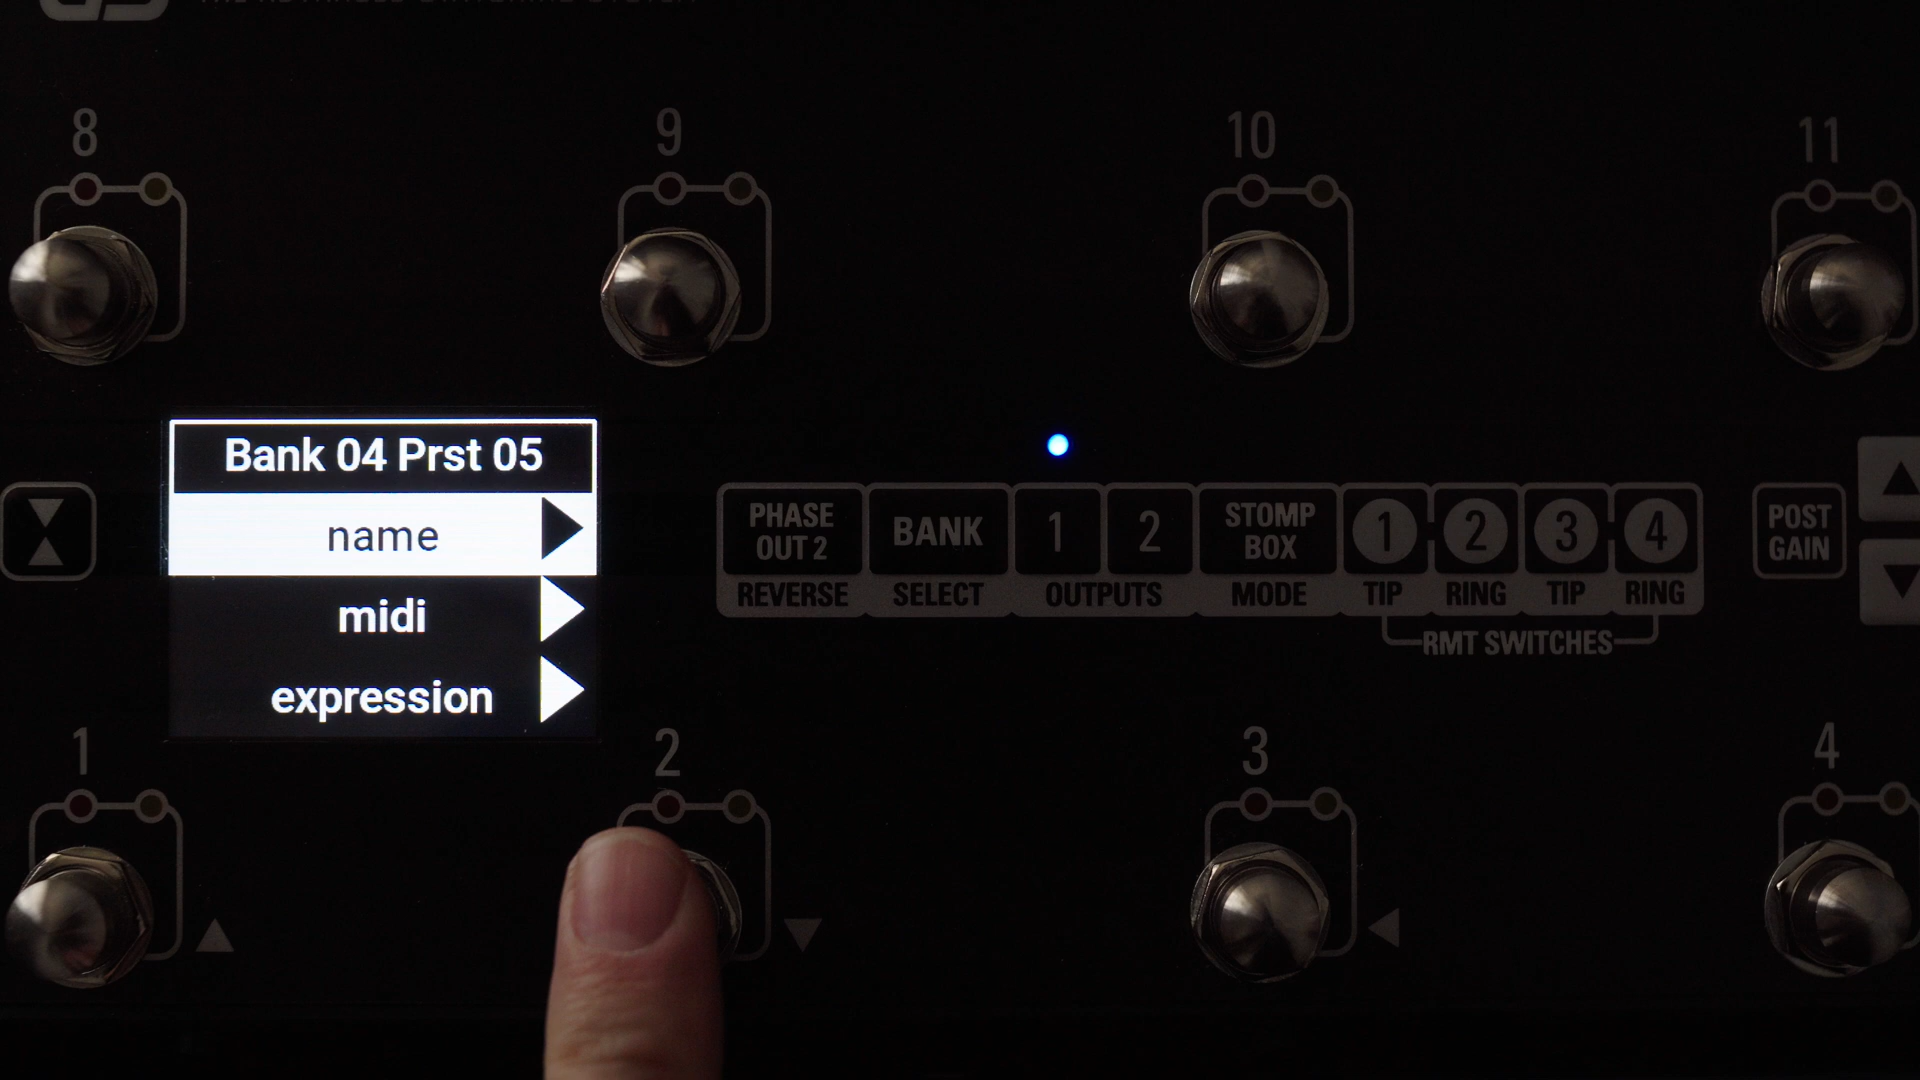 8
9
10
11
Bank 04 Prst 05
name
midi
expression
PHASE
OUT 2
REVERSE
BANK
SELECT
1
2
OUTPUTS
STOMP
BOX
MODE
1
2
3
4
TIP
RING
TIP
RING
RMT SWITCHES
POST
GAIN
1
2
3
4